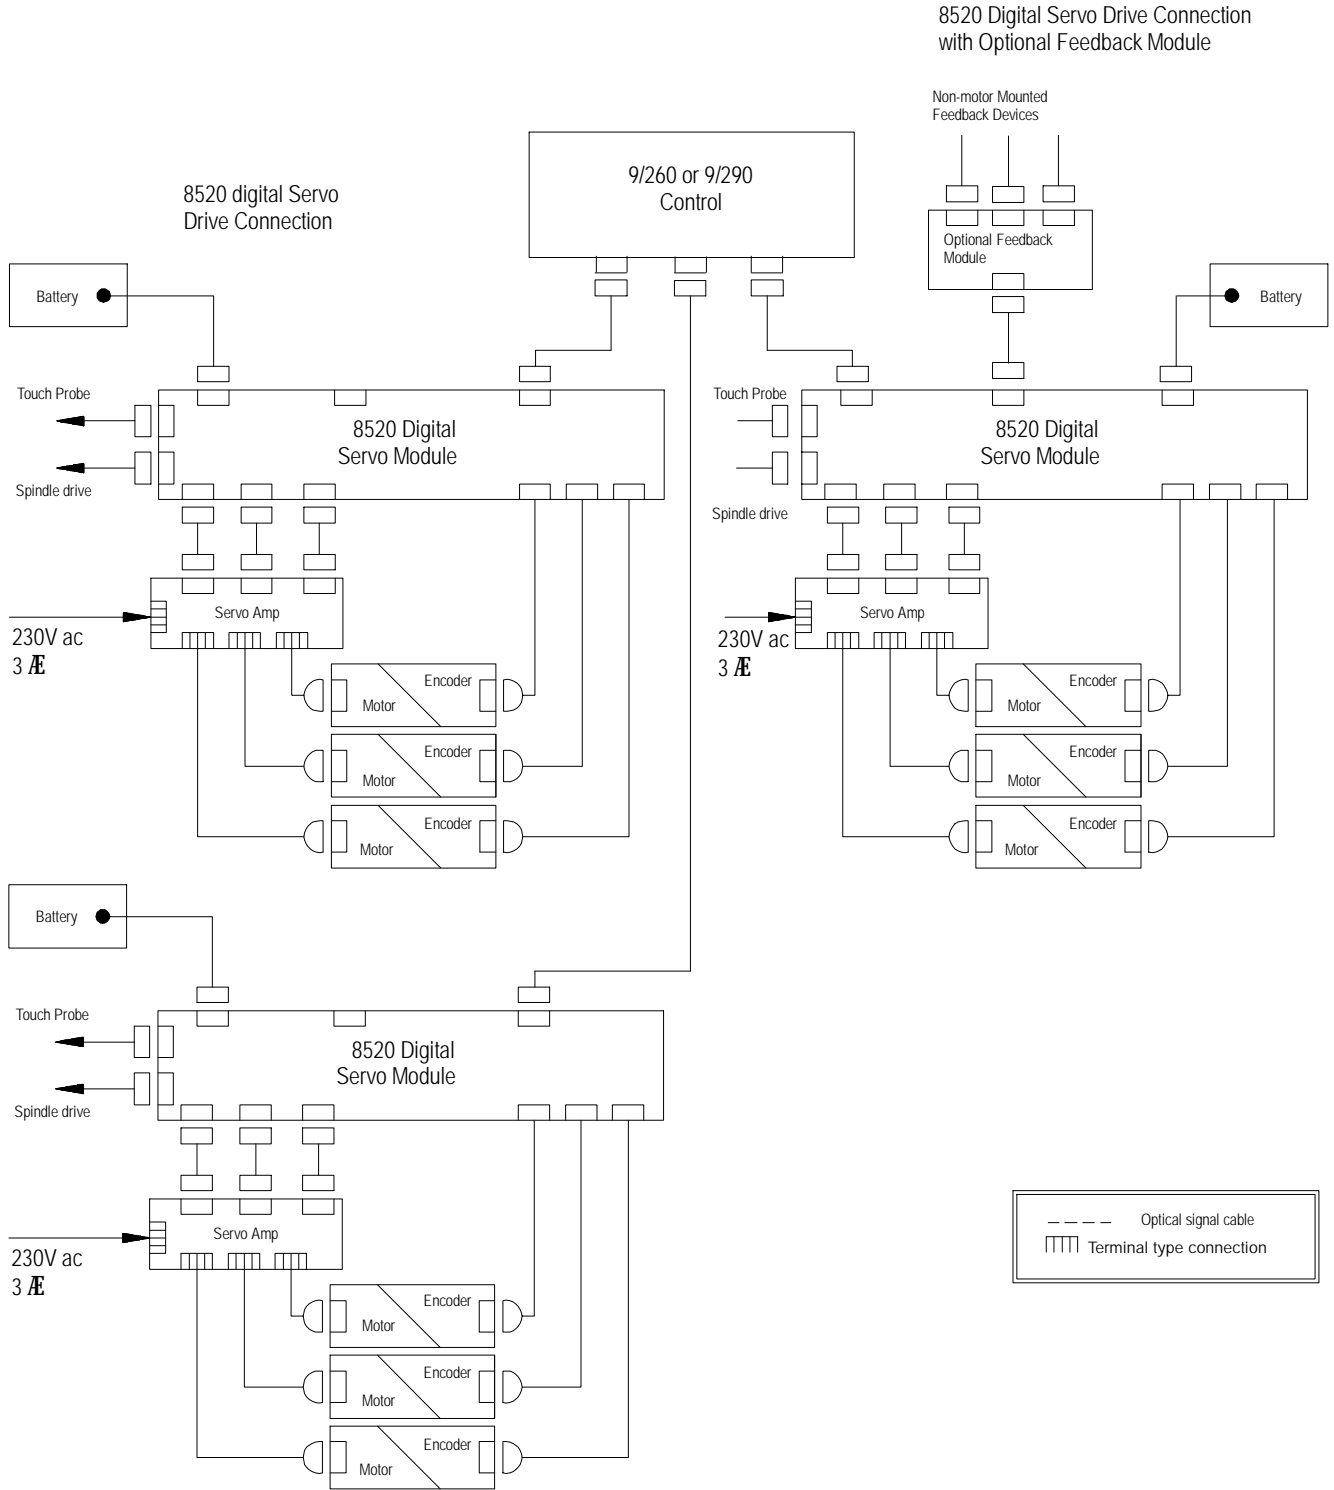 8520 Digital Servo Drive Connection
with Optional Feedback Module
Non-motor Mounted
Feedback Devices
9/260 or 9/290
Control
8520 digital Servo
Drive Connection
Optional Feedback
Module
Battery
Battery
Touch Probe
8520 Digital
Servo Module
Spindle drive
Touch Probe
8520 Digital
Servo Module
Spindle drive
Servo Amp
230V ac
3 Æ
Servo Amp
230V ac
3 Æ
Encoder
Motor
Encoder
Motor
Encoder
Motor
Encoder
Motor
Encoder
Motor
Encoder
Motor
Battery
Touch Probe
8520 Digital
Servo Module
Spindle drive
Servo Amp
230V ac
3 Æ
Encoder
Motor
Encoder
Motor
Encoder
Motor
Optical signal cable
Terminal type connection